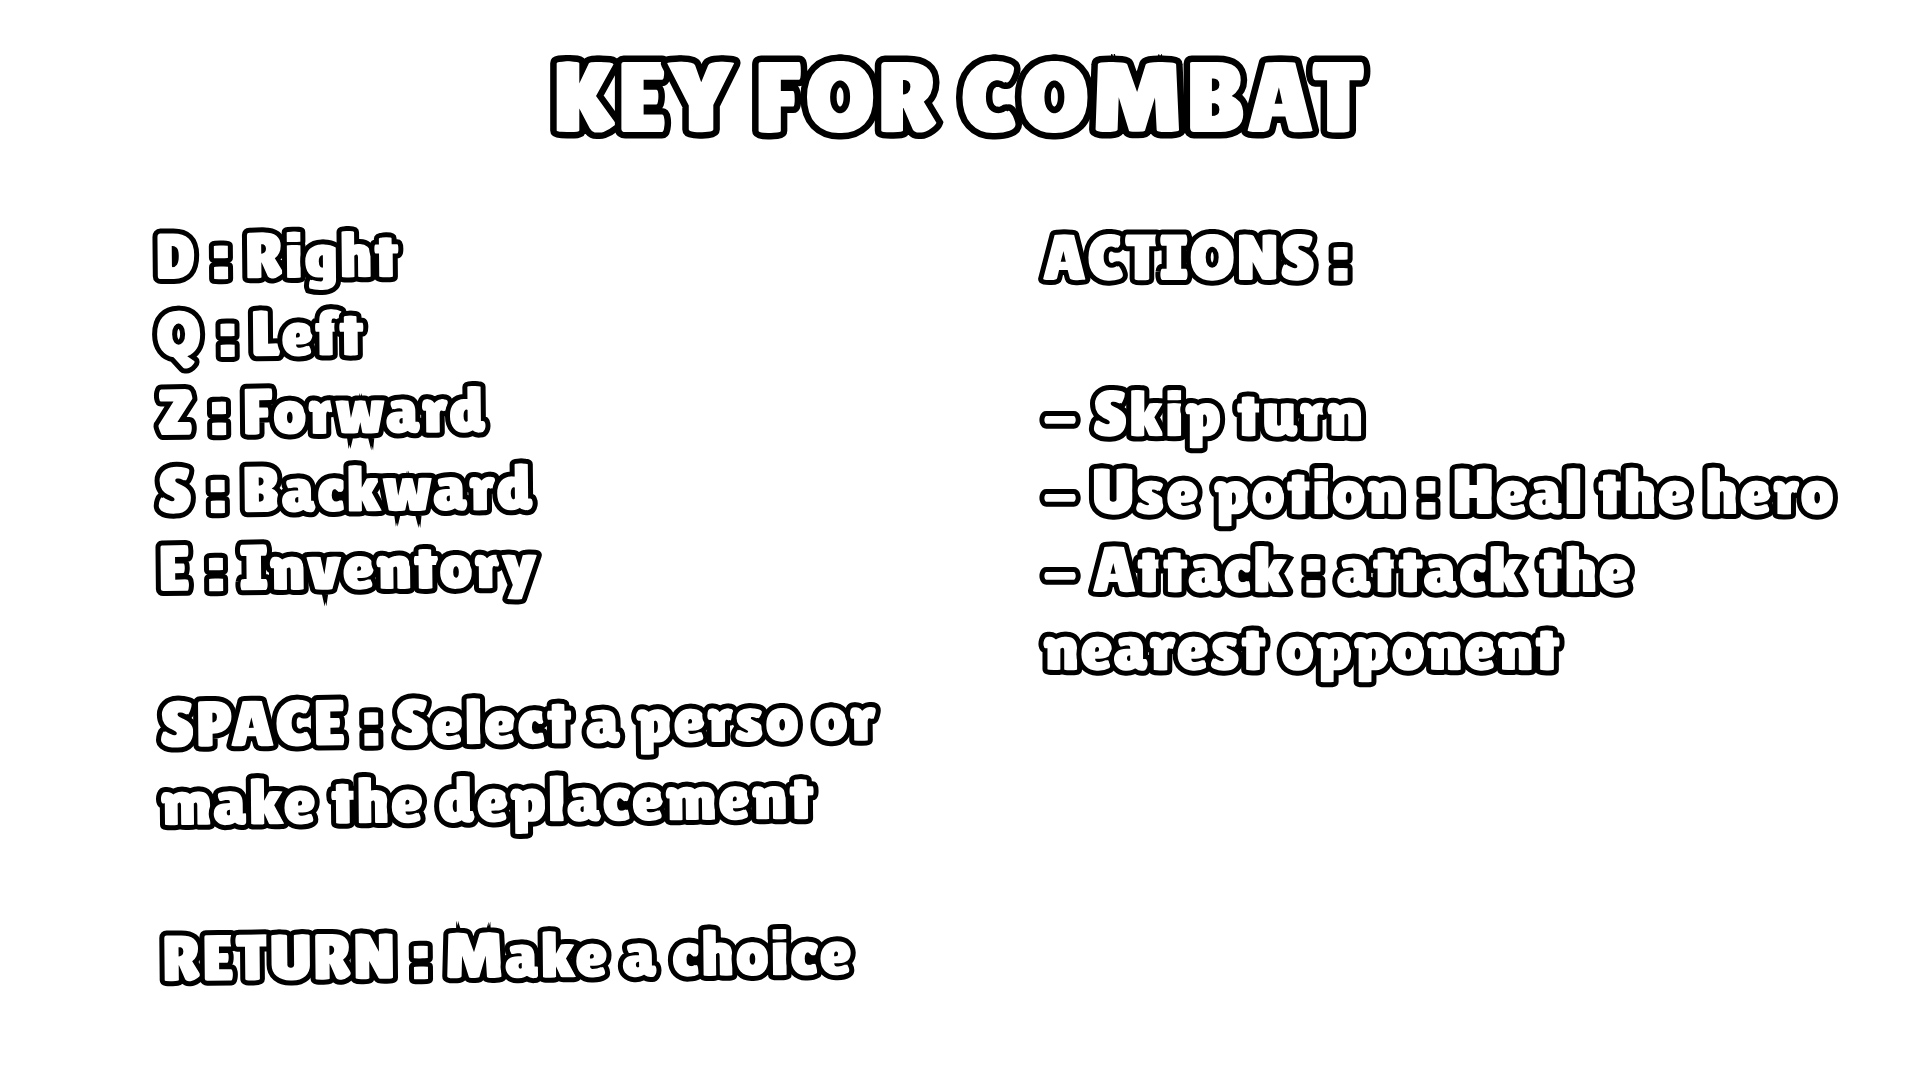 KEY FOR COMBAT
D : Right
Q : Left
Z : Forward
S : Backward
E : Inventory
SPACE : Select a perso or
make the deplacement
RETURN : Make a choice
ACTIONS :
- Skip turn
- Use potion : Heal the hero
- Attack : attack the
nearest opponent